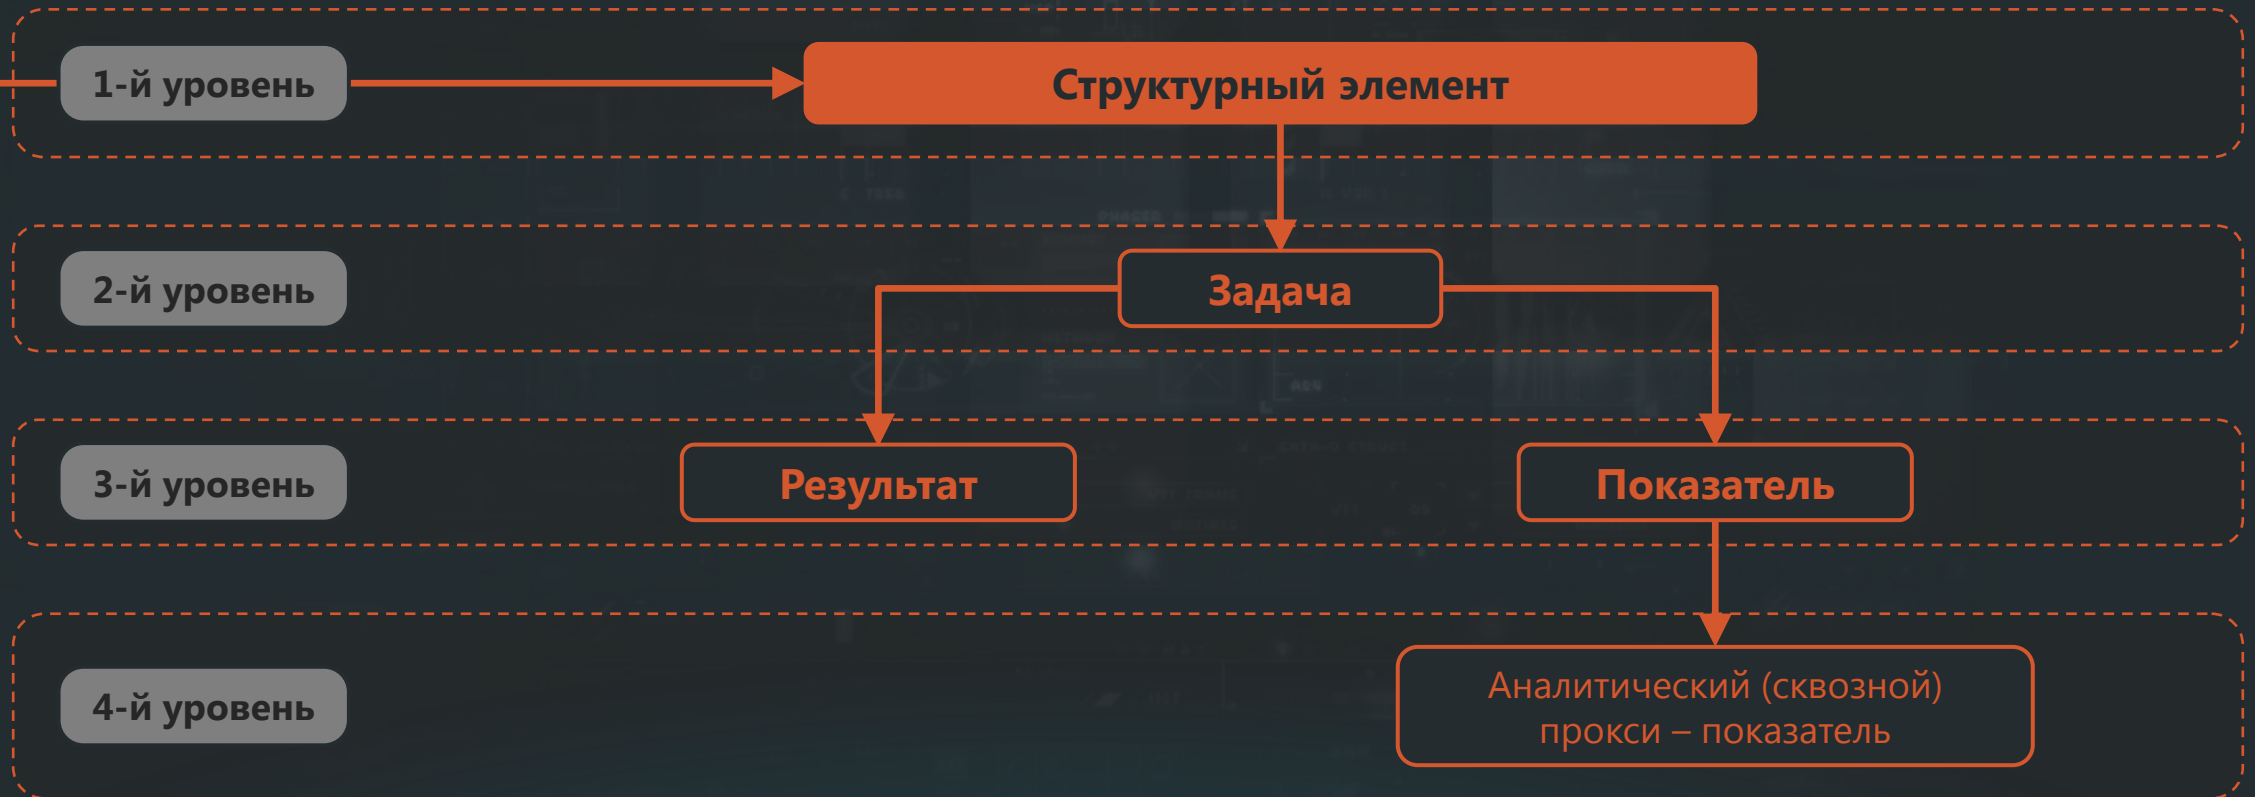 1-й уровень
Структурный элемент
2-й уровень
Задача
3-й уровень
Результат
Показатель
4-й уровень
Аналитический (сквозной)
прокси – показатель